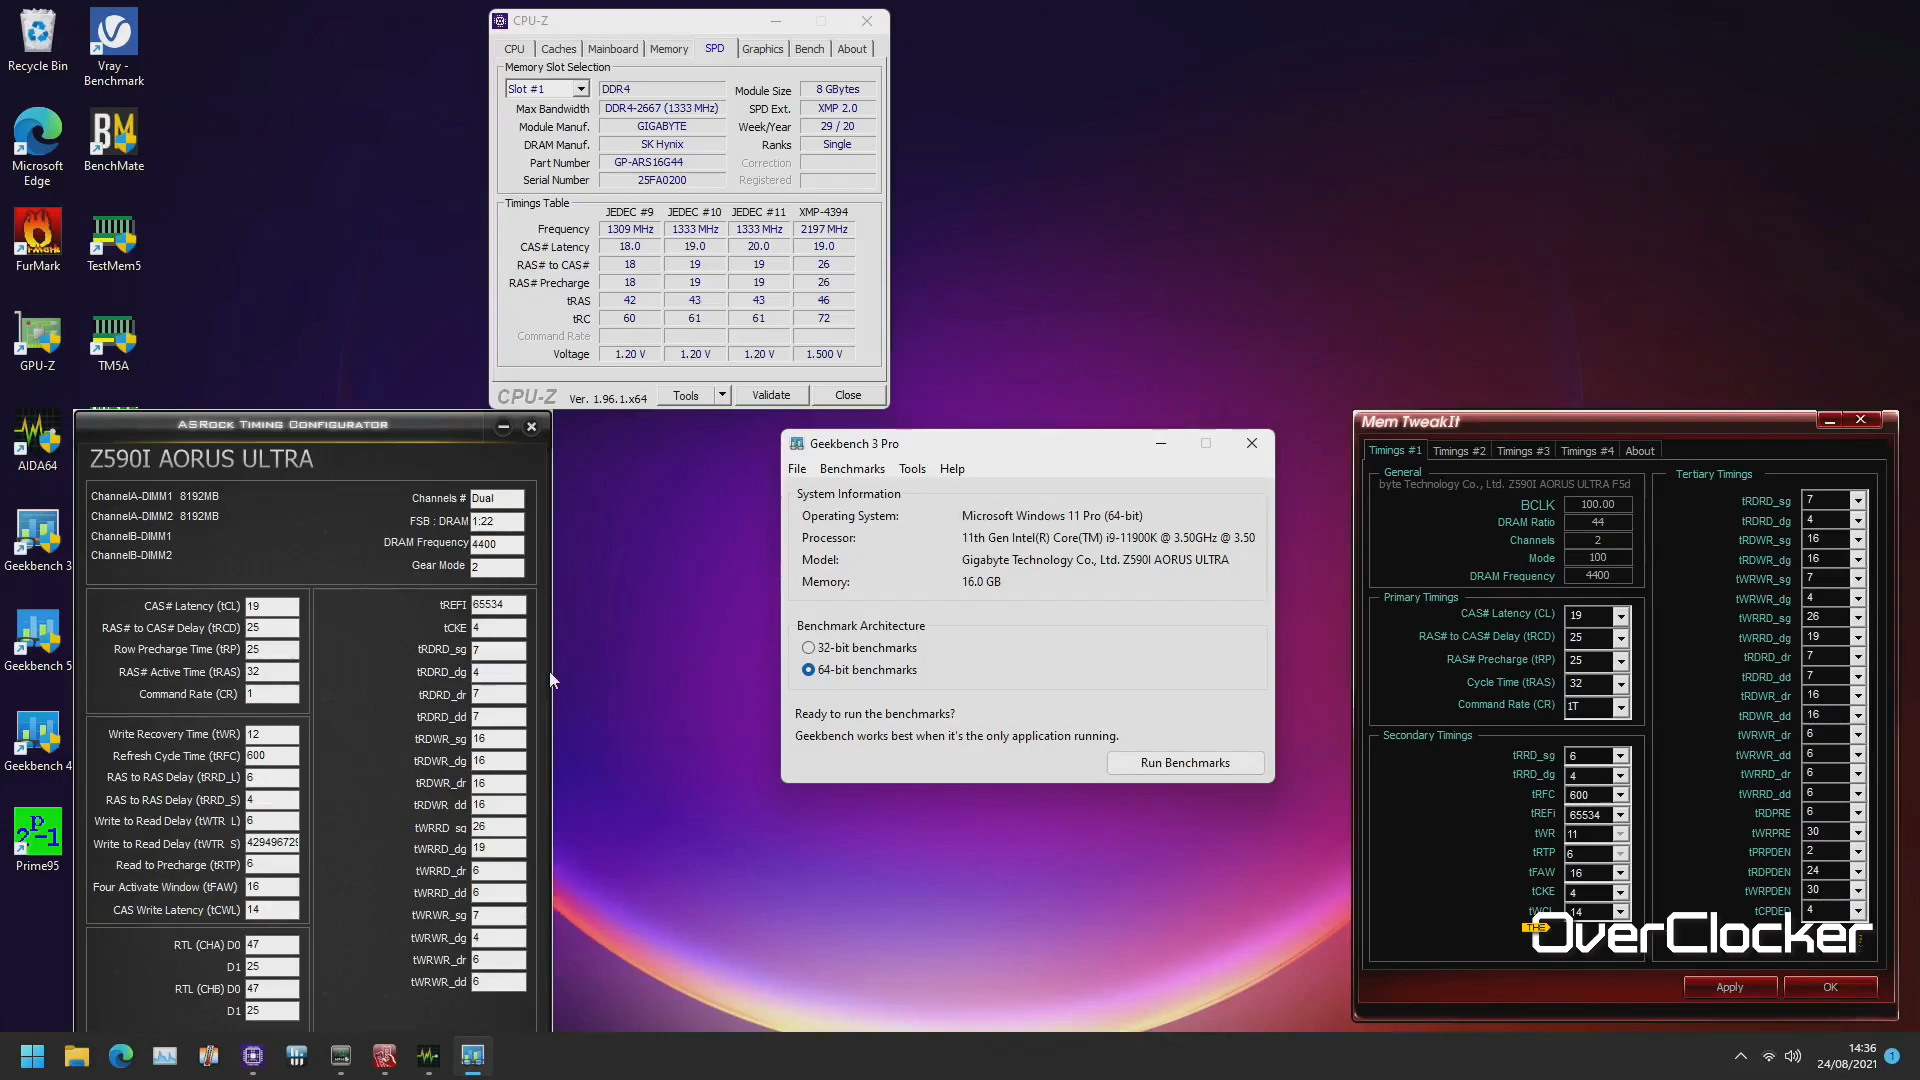 Recycle Bin
Vray - Benchmark
Microsoft Edge
BenchMate
FurMark
TestMem5
GPU-Z
TM5A
AIDA64
Geekbench 3
Geekbench 5
Geekbench 4
Prime95
CPU-Z
CPU Caches Mainboard Memory SPD Graphics Bench About
Memory Slot Selection
Slot #1 DDR4 Module Size 8 GBytes
Max Bandwidth DDR4-2667 (1333 MHz) SPD Ext. XMP 2.0
Module Manuf. GIGABYTE Week/Year 29 / 20
DRAM Manuf. SK Hynix Ranks Single
Part Number GP-ARS16G44 Correction
Serial Number 25FA0200 Registered
Timings Table
JEDEC #9 JEDEC #10 JEDEC #11 XMP-4394
Frequency 1309 MHz 1333 MHz 1333 MHz 2197 MHz
CAS# Latency 18.0 19.0 20.0 19.0
RAS# to CAS# 18 19 19 26
RAS# Precharge 18 19 19 26
tRAS 42 43 43 46
tRC 60 61 61 72
Command Rate
Voltage 1.20 V 1.20 V 1.20 V 1.500 V
CPU-Z Ver. 1.96.1.x64 Tools Validate Close
ASRock Timing Configurator
Z590I AORUS ULTRA
ChannelA-DIMM1 8192MB
ChannelA-DIMM2 8192MB
ChannelB-DIMM1
ChannelB-DIMM2
Channels # Dual
FSB : DRAM 1:22
DRAM Frequency 4400
Gear Mode 2
CAS# Latency (tCL) 19
RAS# to CAS# Delay (tRCD) 25
Row Precharge Time (tRP) 25
RAS# Active Time (tRAS) 32
Command Rate (CR) 1
Write Recovery Time (tWR) 12
Refresh Cycle Time (tRFC) 600
RAS to RAS Delay (tRRD_L) 6
RAS to RAS Delay (tRRD_S) 4
Write to Read Delay (tWTR_L) 6
Write to Read Delay (tWTR_S) 429496729
Read to Precharge (tRTP) 6
Four Activate Window (tFAW) 16
CAS Write Latency (tCWL) 14
RTL (CHA) D0 47
D1 25
RTL (CHB) D0 47
D1 25
tREFI 65534
tCKE 4
tRDRD_sg 7
tRDRD_dg 4
tRDRD_dr 7
tRDRD_dd 7
tRDWR_sg 16
tRDWR_dg 16
tRDWR_dr 16
tRDWR_dd 16
tWRRD_sg 26
tWRRD_dg 19
tWRRD_dr 6
tWRRD_dd 6
tWRWR_sg 7
tWRWR_dg 4
tWRWR_dr 6
tWRWR_dd 6
Geekbench 3 Pro
File Benchmarks Tools Help
System Information
Operating System: Microsoft Windows 11 Pro (64-bit)
Processor: 11th Gen Intel(R) Core(TM) i9-11900K @ 3.50GHz @ 3.50
Model: Gigabyte Technology Co., Ltd. Z590I AORUS ULTRA
Memory: 16.0 GB
Benchmark Architecture
32-bit benchmarks
64-bit benchmarks
Ready to run the benchmarks?
Geekbench works best when it's the only application running.
Run Benchmarks
Mem TweakIt
Timings #1 Timings #2 Timings #3 Timings #4 About
General
byte Technology Co., Ltd. Z590I AORUS ULTRA F5d
BCLK 100.00
DRAM Ratio 44
Channels 2
Mode 100
DRAM Frequency 4400
Primary Timings
CAS# Latency (CL) 19
RAS# to CAS# Delay (tRCD) 25
RAS# Precharge (tRP) 25
Cycle Time (tRAS) 32
Command Rate (CR) 1T
Secondary Timings
tRRD_sg 6
tRRD_dg 4
tRFC 600
tREFi 65534
tWR 11
tRTP 6
tFAW 16
tCKE 4
tWCL 14
Tertiary Timings
tRDRD_sg 7
tRDRD_dg 4
tRDWR_sg 16
tRDWR_dg 16
tWRWR_sg 7
tWRWR_dg 4
tWRRD_sg 26
tWRRD_dg 19
tRDRD_dr 7
tRDRD_dd 7
tRDWR_dr 16
tRDWR_dd 16
tWRWR_dr 6
tWRWR_dd 6
tWRRD_dr 6
tWRRD_dd 6
tRDPRE 6
tWRPRE 30
tPRPDEN 2
tRDPDEN 24
tWRPDEN 30
tCPDED 4
THE OverClocker
Apply OK
14:36
24/08/2021
1